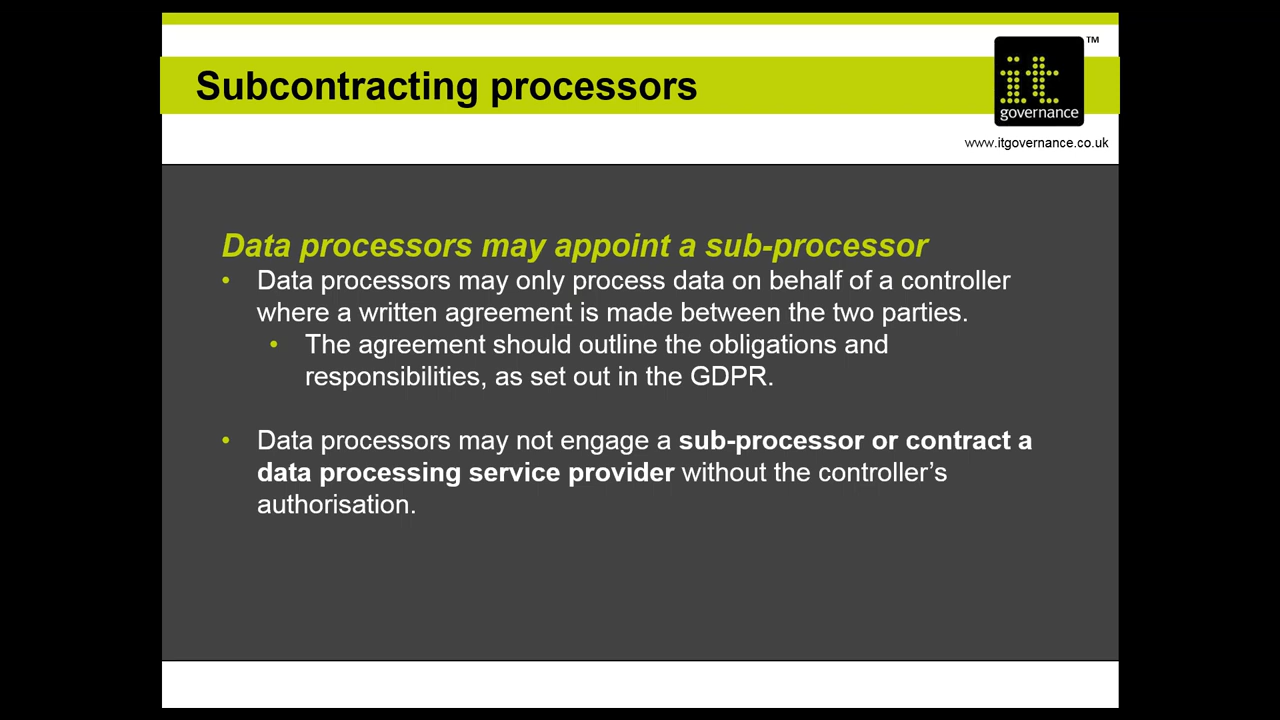 Subcontracting processors
it
governance
™
www.itgovernance.co.uk
Data processors may appoint a sub-processor
• Data processors may only process data on behalf of a controller
where a written agreement is made between the two parties.
• The agreement should outline the obligations and
responsibilities, as set out in the GDPR.
• Data processors may not engage a sub-processor or contract a
data processing service provider without the controller’s
authorisation.